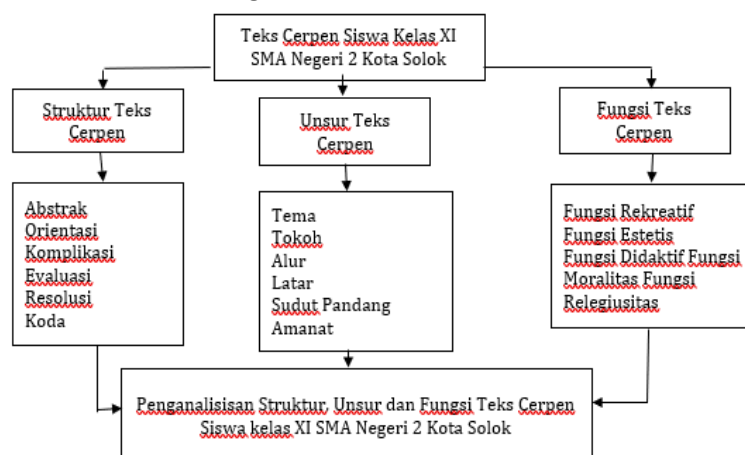 Teks Cerpen Siswa Kelas XI
SMA Negeri 2 Kota Solok
Struktur Teks
Cerpen
Unsur Teks
Cerpen
Fungsi Teks
Cerpen
Abstrak
Orientasi
Komplikasi
Evaluasi
Resolusi
Koda
Tema
Tokoh
Alur
Latar
Sudut Pandang
Amanat
Fungsi Rekreatif
Fungsi Estetis
Fungsi Didaktif Fungsi
Moralitas Fungsi
Relegiusitas
Penganalisisan Struktur, Unsur dan Fungsi Teks Cerpen
Siswa kelas XI SMA Negeri 2 Kota Solok